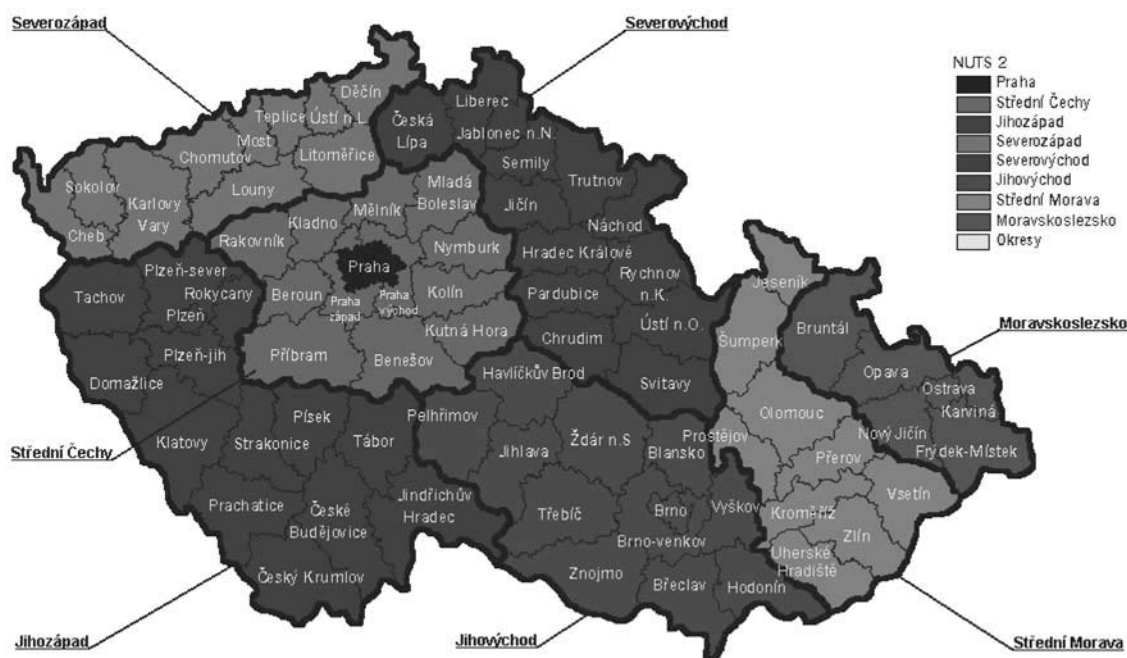 Severozápad
Severovýchod
NUTS 2
Praha
Střední Čechy
Jihozápad
Severozápad
Severovýchod
Jihovýchod
Střední Morava
Moravskoslezsko
Okresy
Děčín
Teplice
Ústí n.L.
Most
Chomutov
Litoměřice
Louny
Sokolov
Karlovy
Vary
Cheb
Česká
Lípa
Liberec
Jablonec n.N.
Semily
Trutnov
Jičín
Náchod
Mladá
Boleslav
Mělník
Kladno
Rakovník
Nymburk
Hradec Králové
Praha
Rychnov
n.K.
Plzeň-sever
Rokycany
Tachov
Plzeň
Beroun
Praha
západ
Praha
východ
Kolín
Pardubice
Kutná Hora
Chrudim
Ústí n.O.
Plzeň-jih
Příbram
Benešov
Domažlice
Havlíčkův Brod
Svitavy
Jeseník
Šumperk
Bruntál
Moravskoslezsko
Opava
Ostrava
Karviná
Nový Jičín
Frýdek-Místek
Olomouc
Přerov
Prostějov
Vsetín
Kroměříž
Zlín
Uherské
Hradiště
Klatovy
Strakonice
Písek
Tábor
Pelhřimov
Jihlava
Ždár n.S
Blansko
Střední Čechy
Prachatice
České
Budějovice
Jindřichův
Hradec
Třebíč
Brno
Vyškov
Brno-venkov
Český Krumlov
Znojmo
Břeclav
Hodonín
Jihozápad
Jihovýchod
Střední Morava